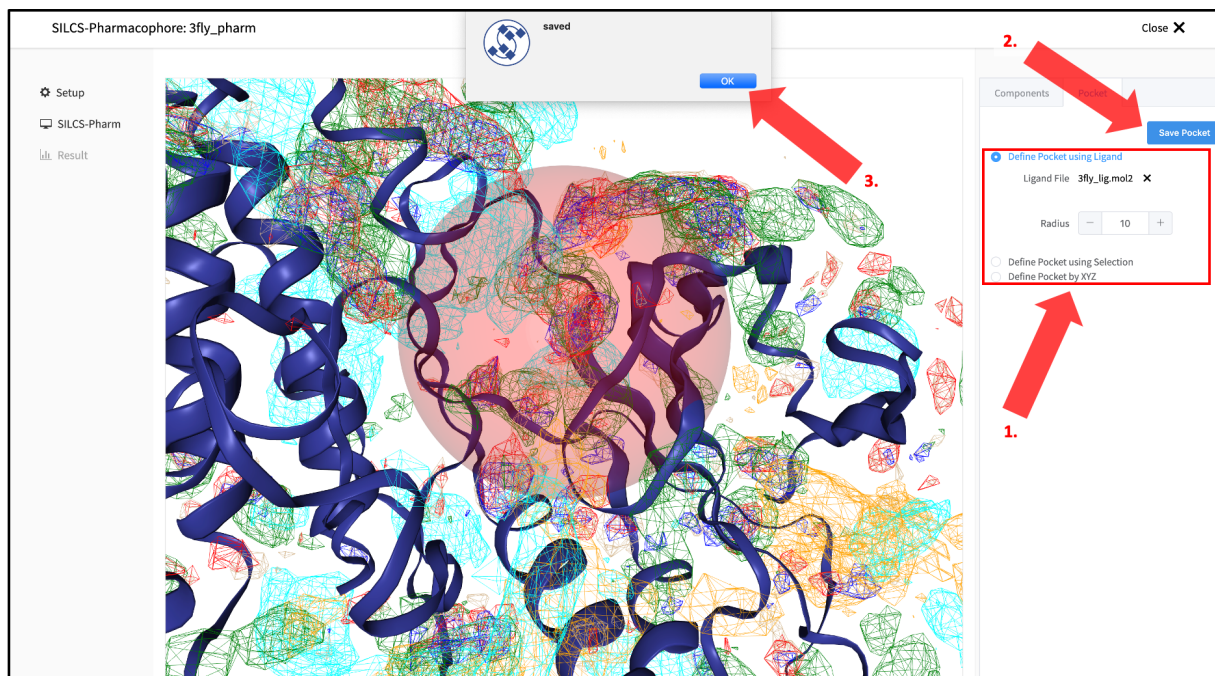 SILCS-Pharmacophore: 3fly_pharm
saved
OK
Close ✕
2.
Setup
SILCS-Pharm
Result
Components
Pocket
Save Pocket
3.
Define Pocket using Ligand
Ligand File 3fly_lig.mol2 ✕
Radius − 10 +
Define Pocket using Selection
Define Pocket by XYZ
1.